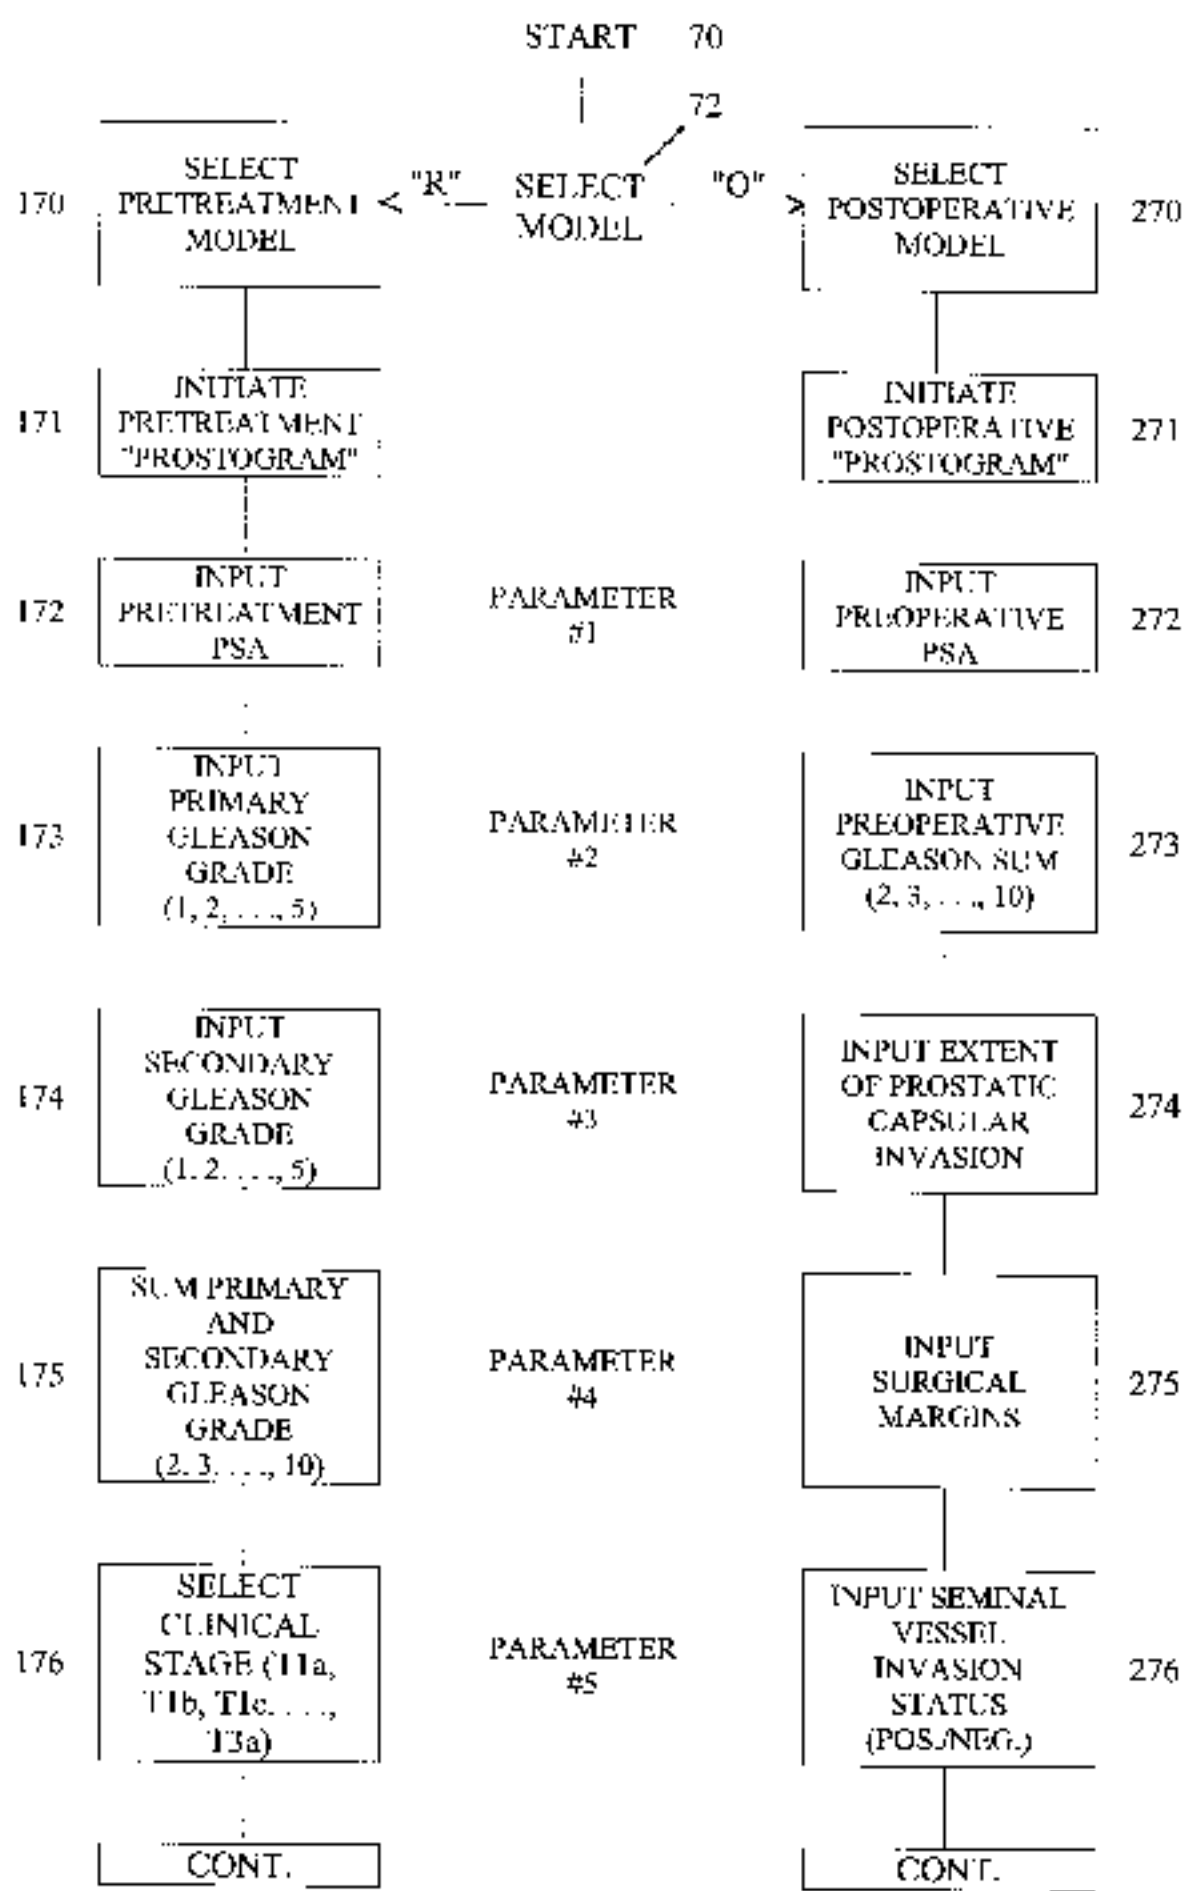 START 70
72
170
SELECT
PRETREATMENT
MODEL
"R"
SELECT
MODEL
"O"
SELECT
POSTOPERATIVE
MODEL
270
171
INITIATE
PRETREATMENT
"PROSTOGRAM"
INITIATE
POSTOPERATIVE
"PROSTOGRAM"
271
172
INPUT
PRETREATMENT
PSA
PARAMETER
#1
INPUT
PREOPERATIVE
PSA
272
173
INPUT
PRIMARY
GLEASON
GRADE
(1, 2, . . ., 5)
PARAMETER
#2
INPUT
PREOPERATIVE
GLEASON SUM
(2, 3, . . ., 10)
273
174
INPUT
SECONDARY
GLEASON
GRADE
(1, 2, . . ., 5)
PARAMETER
#3
INPUT EXTENT
OF PROSTATIC
CAPSULAR
INVASION
274
175
SUM PRIMARY
AND
SECONDARY
GLEASON
GRADE
(2, 3, . . ., 10)
PARAMETER
#4
INPUT
SURGICAL
MARGINS
275
176
SELECT
CLINICAL
STAGE (T1a,
T1b, T1c, . . .,
T3a)
PARAMETER
#5
INPUT SEMINAL
VESSEL
INVASION
STATUS
(POS./NEG.)
276
CONT.
CONT.